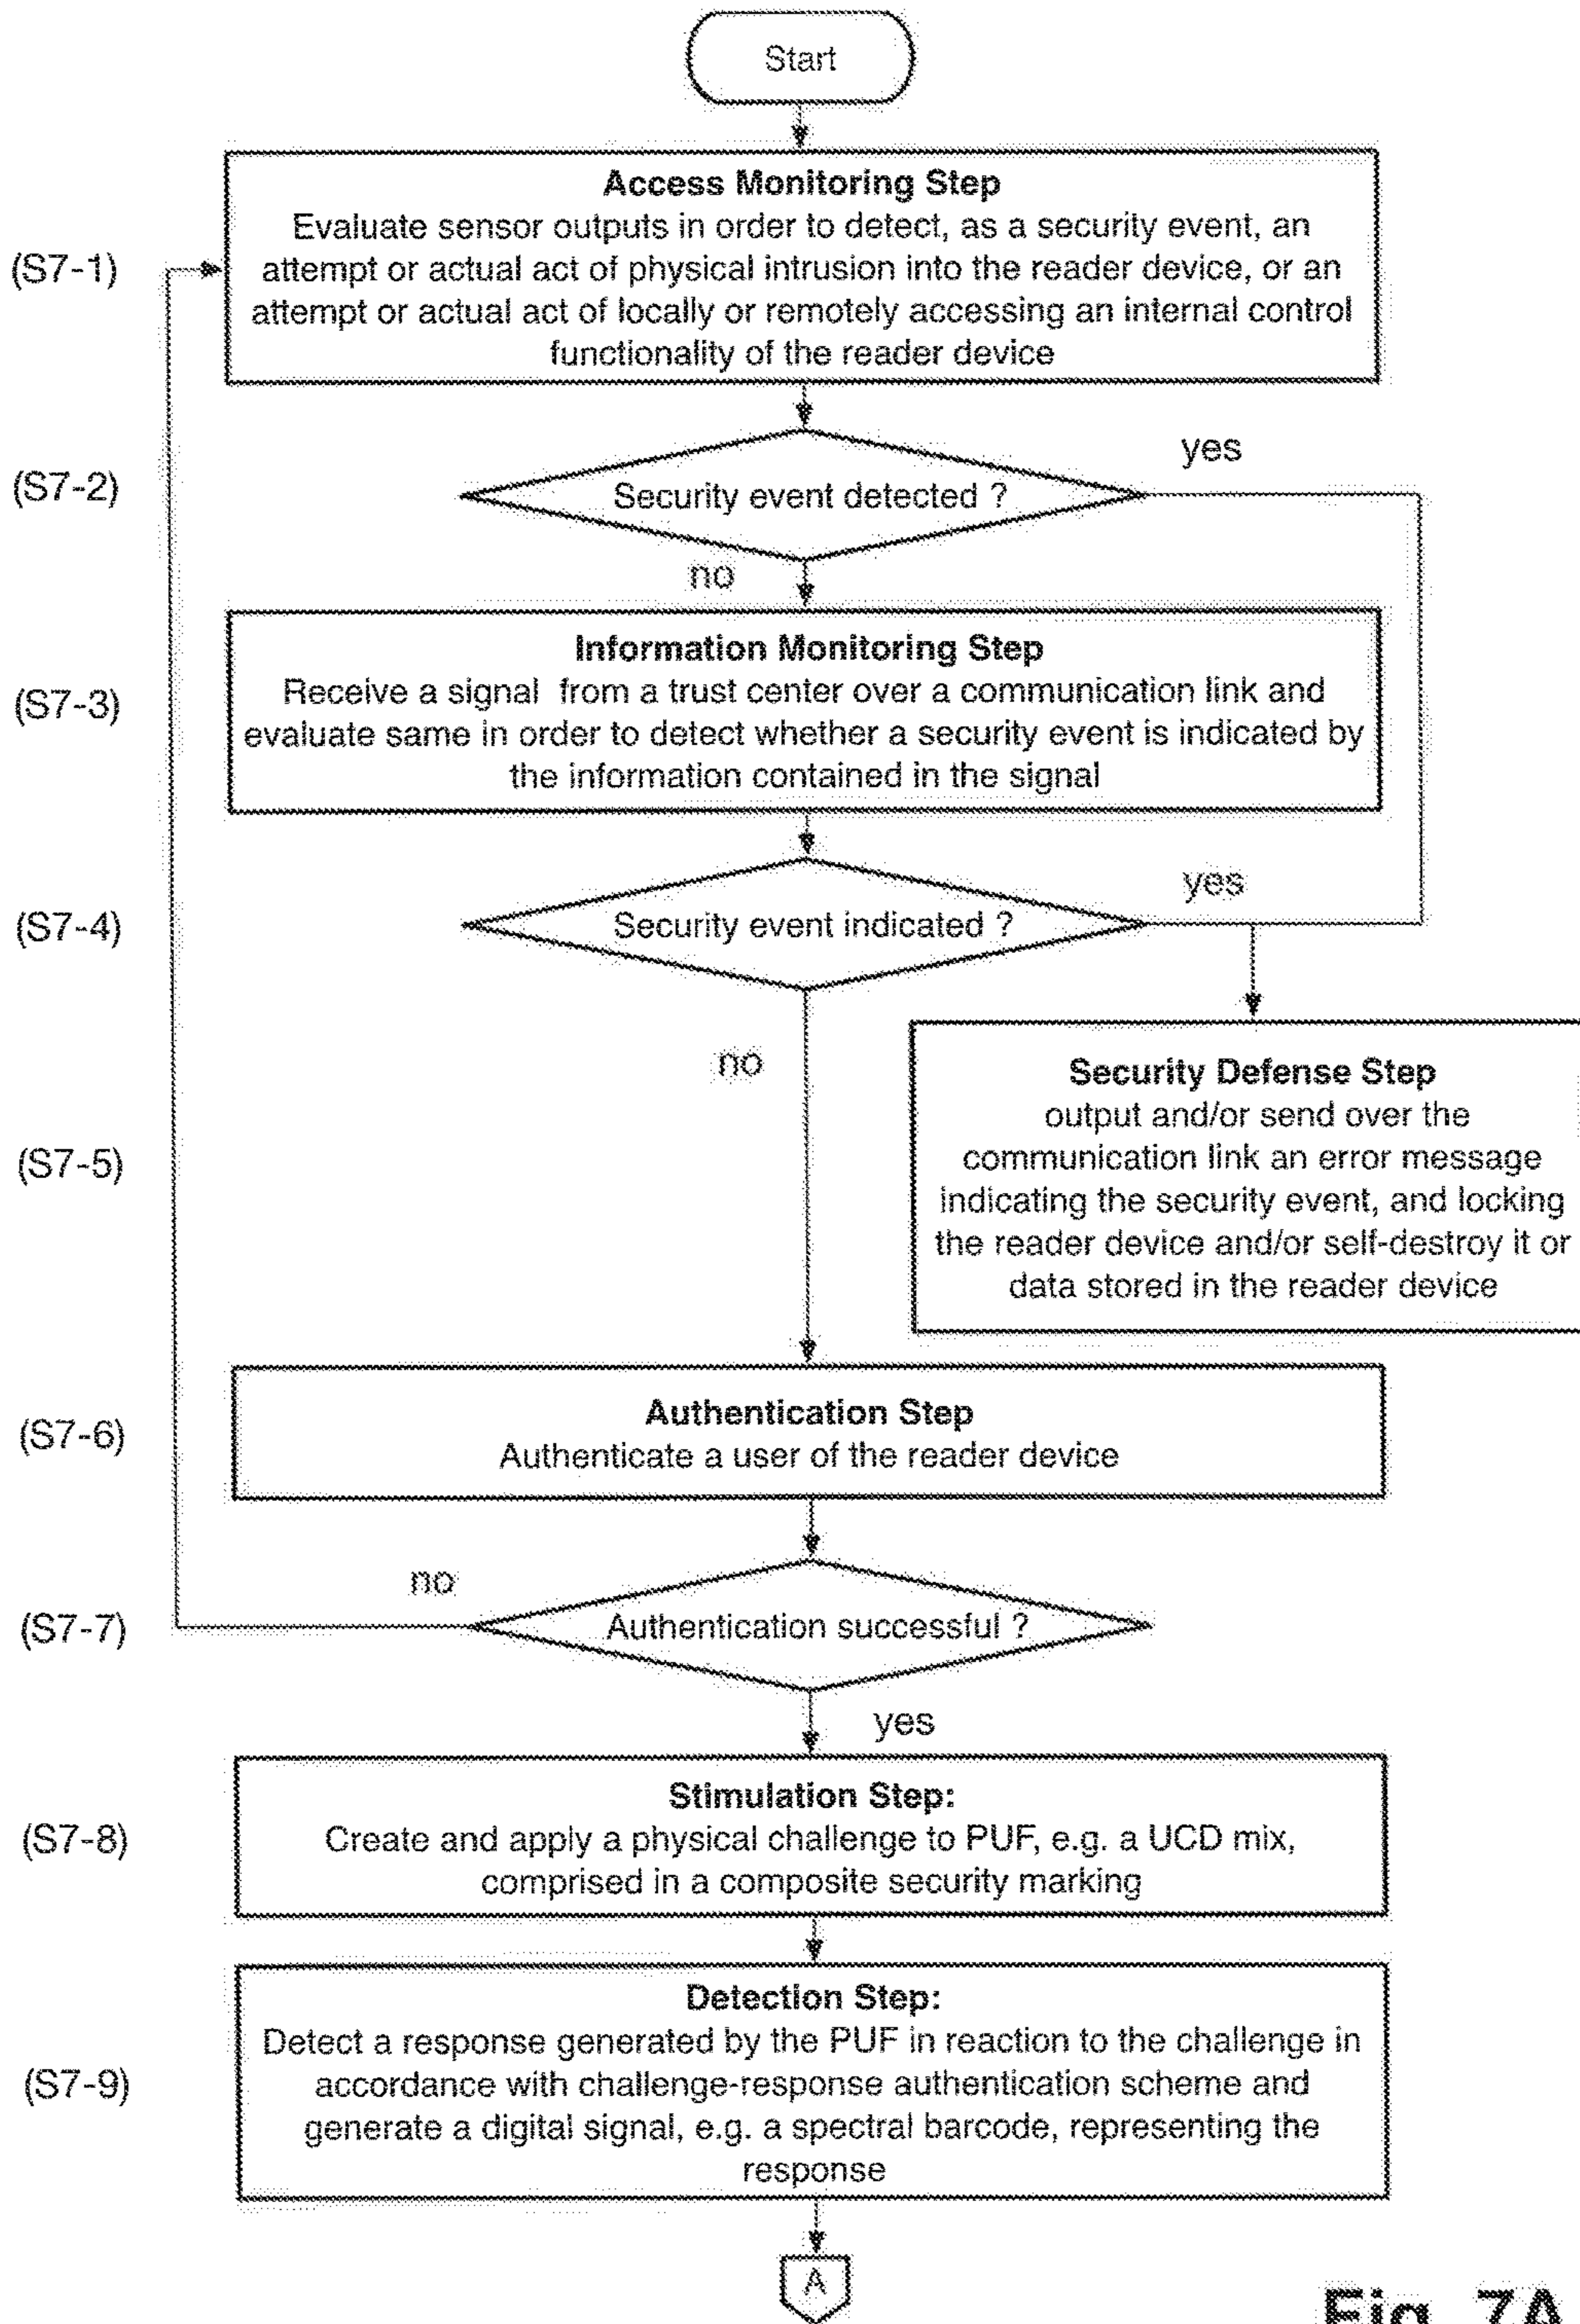 Start
Access Monitoring Step
Evaluate sensor outputs in order to detect, as a security event, an
attempt or actual act of physical intrusion into the reader device, or an
attempt or actual act of locally or remotely accessing an internal control
functionality of the reader device
(S7-1)
(S7-2)
Security event detected ?
yes
no
Information Monitoring Step
Receive a signal from a trust center over a communication link and
evaluate same in order to detect whether a security event is indicated by
the information contained in the signal
(S7-3)
(S7-4)
Security event indicated ?
yes
no
Security Defense Step
output and/or send over the
communication link an error message
indicating the security event, and locking
the reader device and/or self-destroy it or
data stored in the reader device
(S7-5)
(S7-6)
Authentication Step
Authenticate a user of the reader device
(S7-7)
no
Authentication successful ?
yes
(S7-8)
Stimulation Step:
Create and apply a physical challenge to PUF, e.g. a UCD mix,
comprised in a composite security marking
(S7-9)
Detection Step:
Detect a response generated by the PUF in reaction to the challenge in
accordance with challenge-response authentication scheme and
generate a digital signal, e.g. a spectral barcode, representing the
response
A
Fig. 7A